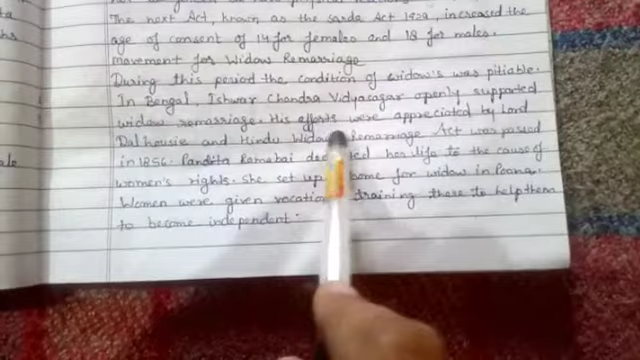 The next Act, known as the sarda Act 1929, increased the
age of consent of 14 for females and 18 for males.
movement for Widow Remarriage
During this period the condition of widow's was pitiable.
In Bengal, Ishwar Chandra Vidyasagar openly supported
widow remarriage. His efforts were appreciated by Lord
Dalhousie and Hindu Widow Remarriage Act was passed
in 1856. Pandita Ramabai her life to the cause of
women's rights. She set up home for widow in Poona.
Women were given training there to help them
to become independent.